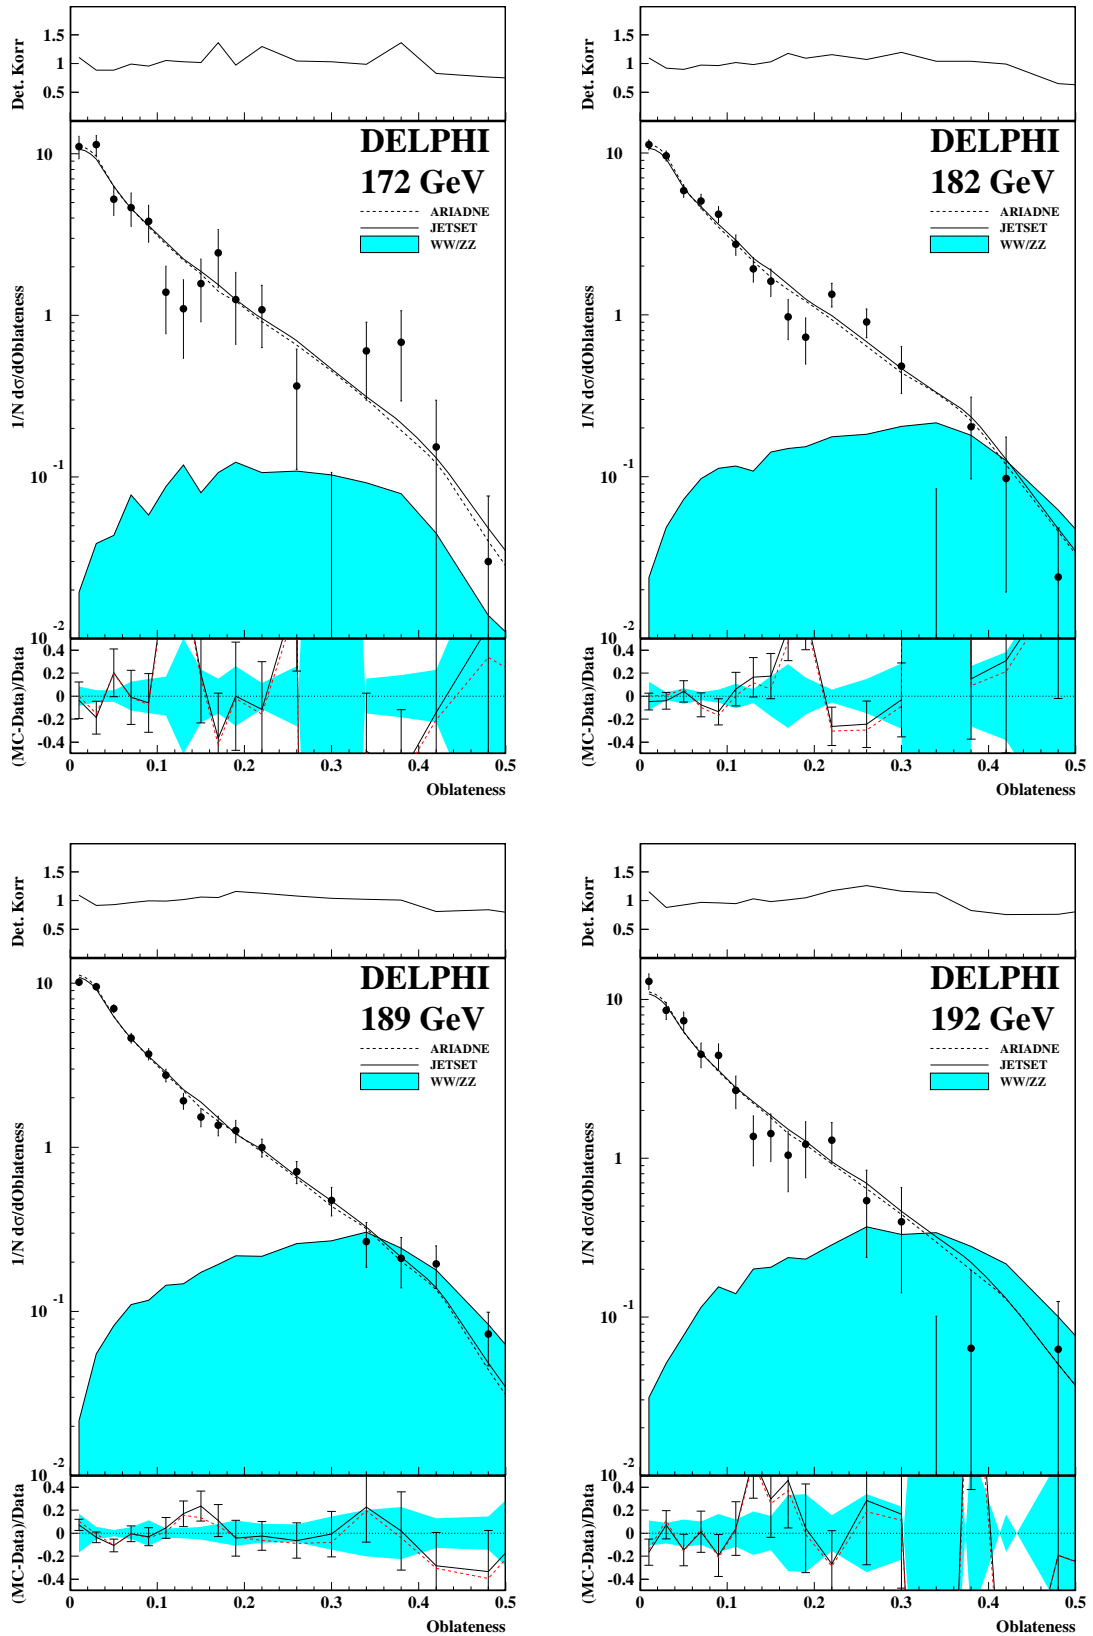 Det. Korr
1.5
1
0.5
DELPHI
172 GeV
ARIADNE
JETSET
WW/ZZ
1/N dσ/dOblateness
10
1
10 -1
10 -2
(MC-Data)/Data
0.4
0.2
0
-0.2
-0.4
0 0.1 0.2 0.3 0.4 0.5
Oblateness
Det. Korr
1.5
1
0.5
DELPHI
182 GeV
ARIADNE
JETSET
WW/ZZ
1/N dσ/dOblateness
10
1
10 -1
10 -2
(MC-Data)/Data
0.4
0.2
0
-0.2
-0.4
0 0.1 0.2 0.3 0.4 0.5
Oblateness
Det. Korr
1.5
1
0.5
DELPHI
189 GeV
ARIADNE
JETSET
WW/ZZ
1/N dσ/dOblateness
10
1
10 -1
10 -2
(MC-Data)/Data
0.4
0.2
0
-0.2
-0.4
0 0.1 0.2 0.3 0.4 0.5
Oblateness
Det. Korr
1.5
1
0.5
DELPHI
192 GeV
ARIADNE
JETSET
WW/ZZ
1/N dσ/dOblateness
10
1
10 -1
10 -2
(MC-Data)/Data
0.4
0.2
0
-0.2
-0.4
0 0.1 0.2 0.3 0.4 0.5
Oblateness